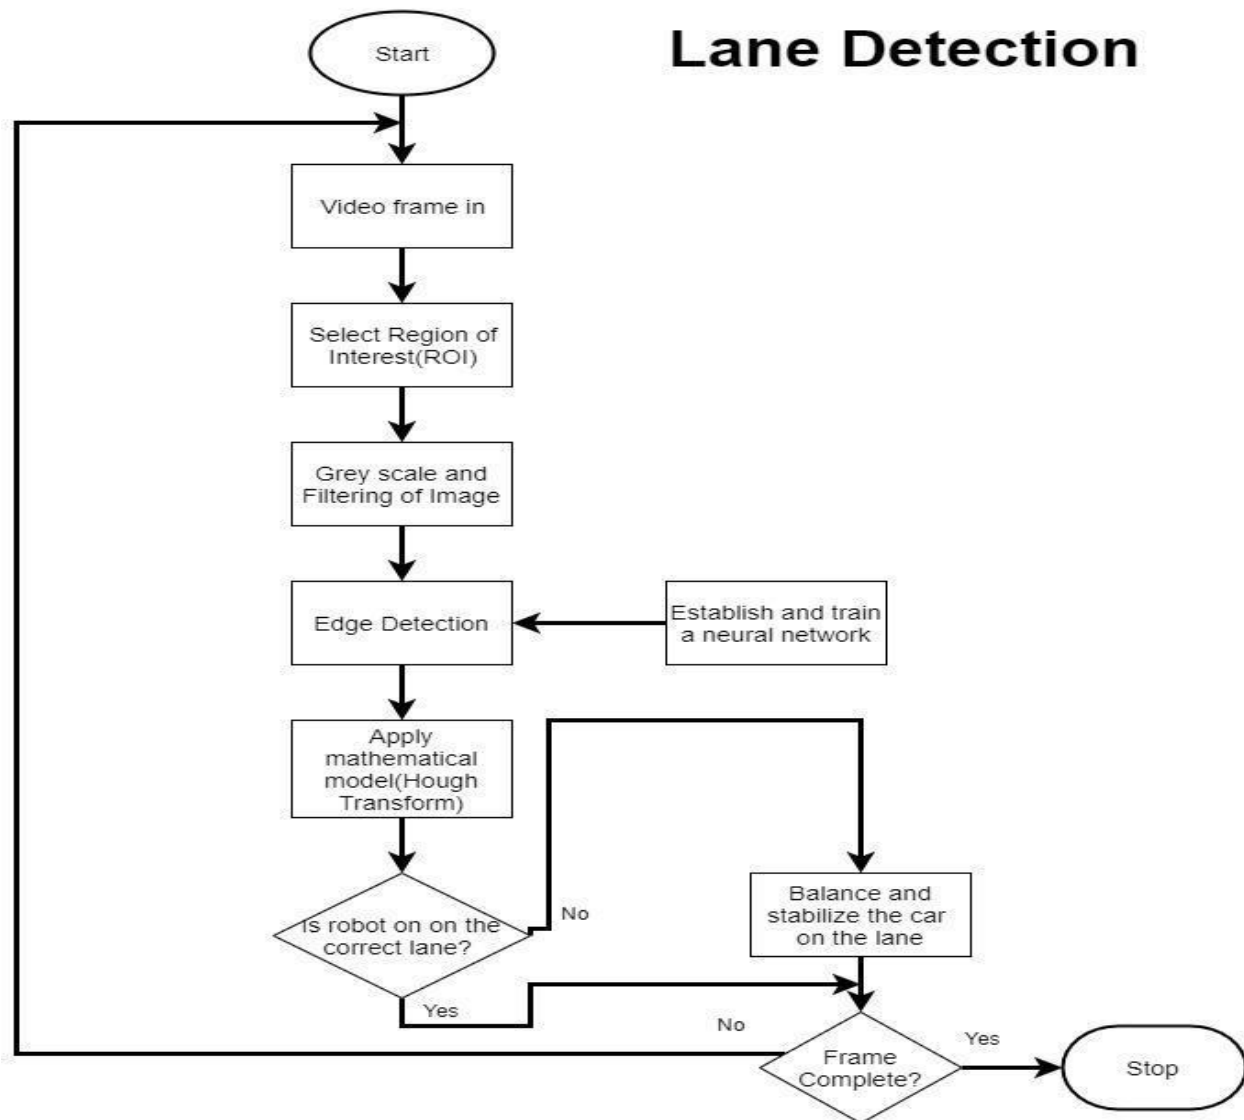 Lane Detection
Start
Video frame in
Select Region of
Interest(ROI)
Grey scale and
Filtering of Image
Edge Detection
Establish and train
a neural network
Apply
mathematical
model(Hough
Transform)
Is robot on on the
correct lane?
No
Yes
Balance and
stabilize the car
on the lane
No
Frame
Complete?
Yes
Stop